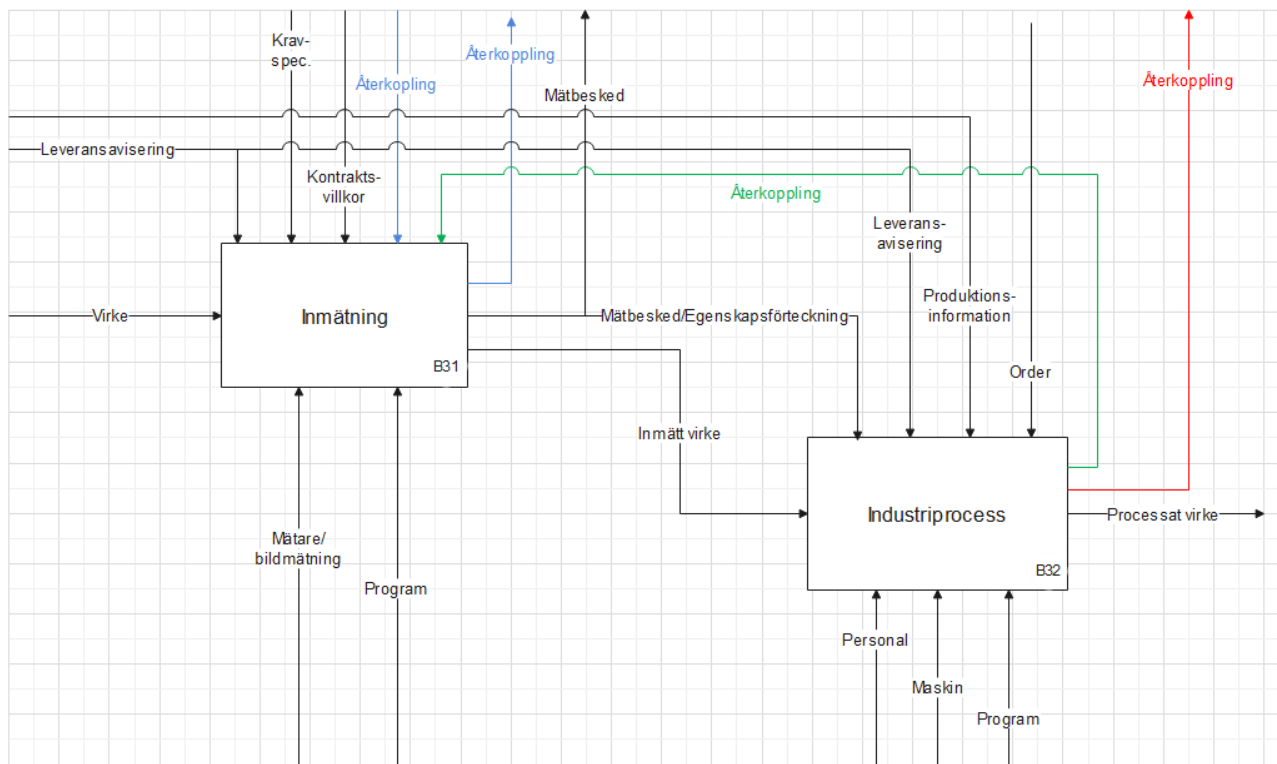 Krav-
spec.
Återkopling
Återkoppling
Mätbesked
Återkoppling
Leveransavisering
Kontrakts-
villkor
Återkoppling
Leverans-
avisering
Produktions-
information
Order
Virke
Inmätning
B31
Mätbesked/Egenskapsförteckning
Inmätt virke
Industriprocess
B32
Processat virke
Mätare/
bildmätning
Program
Personal
Maskin
Program